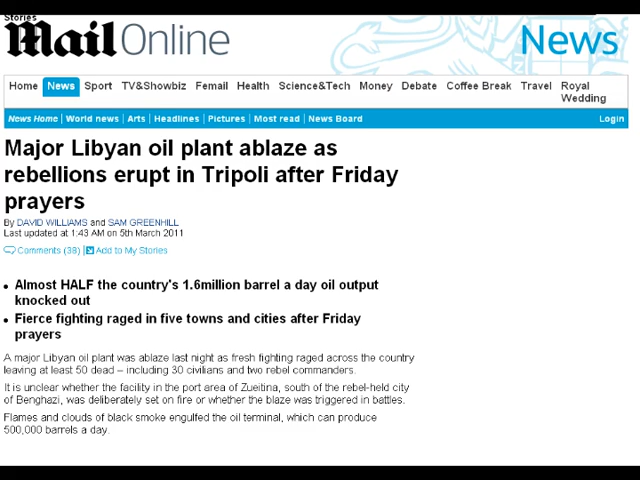 Stories
Mail Online
News
Home News Sport TV&Showbiz Femail Health Science&Tech Money Debate Coffee Break Travel Royal Wedding
News Home World news Arts Headlines Pictures Most read News Board Login
Major Libyan oil plant ablaze as
rebellions erupt in Tripoli after Friday
prayers
By DAVID WILLIAMS and SAM GREENHILL
Last updated at 1:43 AM on 5th March 2011
Comments (38) Add to My Stories
• Almost HALF the country's 1.6million barrel a day oil output
knocked out
• Fierce fighting raged in five towns and cities after Friday
prayers
A major Libyan oil plant was ablaze last night as fresh fighting raged across the country
leaving at least 50 dead – including 30 civilians and two rebel commanders.
It is unclear whether the facility in the port area of Zueitina, south of the rebel-held city
of Benghazi, was deliberately set on fire or whether the blaze was triggered in battles.
Flames and clouds of black smoke engulfed the oil terminal, which can produce
500,000 barrels a day.